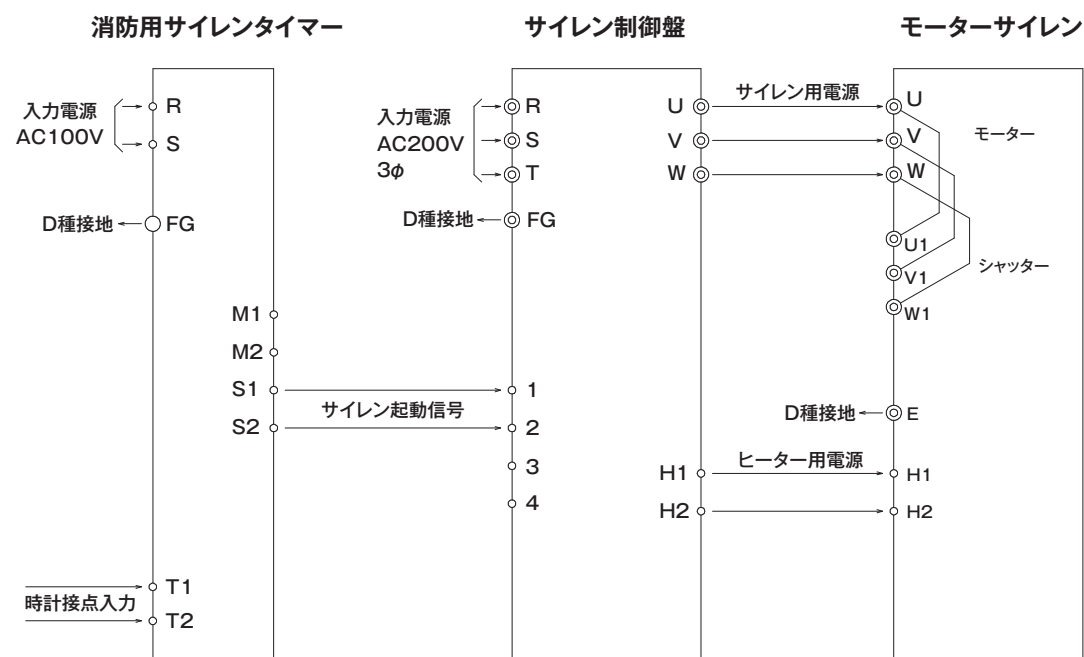 消防用サイレンタイマー
入力電源
AC100V
R
S
D種接地
FG
M1
M2
S1
S2
サイレン起動信号
時計接点入力
T1
T2
サイレン制御盤
入力電源
AC200V
3φ
R
S
T
D種接地
FG
1
2
3
4
U
V
W
H1
H2
サイレン用電源
ヒーター用電源
モーターサイレン
U
V
W
モーター
U1
V1
W1
シャッター
D種接地
E
H1
H2